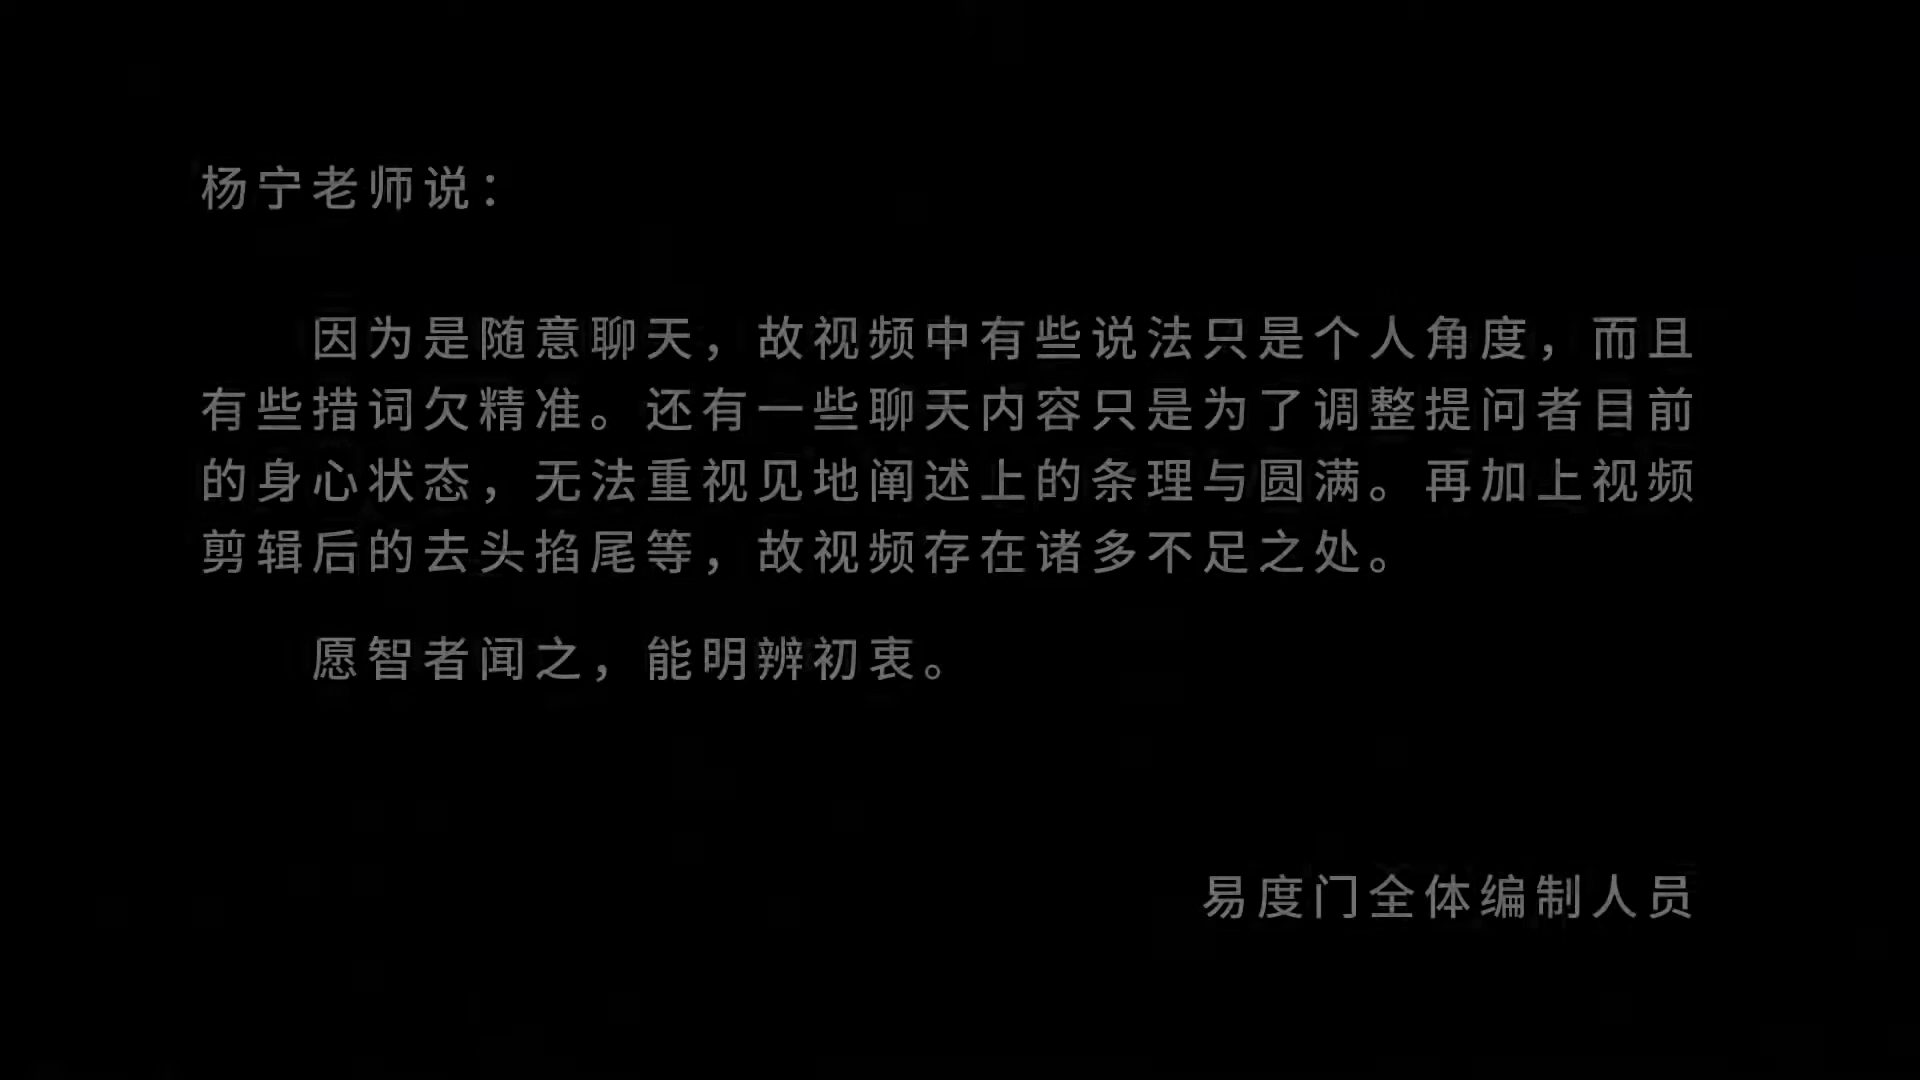 杨宁老师说：
因为是随意聊天，故视频中有些说法只是个人角度，而且
有些措词欠精准。还有一些聊天内容只是为了调整提问者目前
的身心状态，无法重视见地阐述上的条理与圆满。再加上视频
剪辑后的去头掐尾等，故视频存在诸多不足之处。
愿智者闻之，能明辨初衷。
易度门全体编制人员